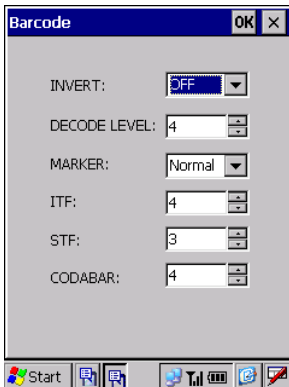 Barcode OK
INVERT: OFF
DECODE LEVEL: 4
MARKER: Normal
ITF: 4
STF: 3
CODABAR: 4
Start